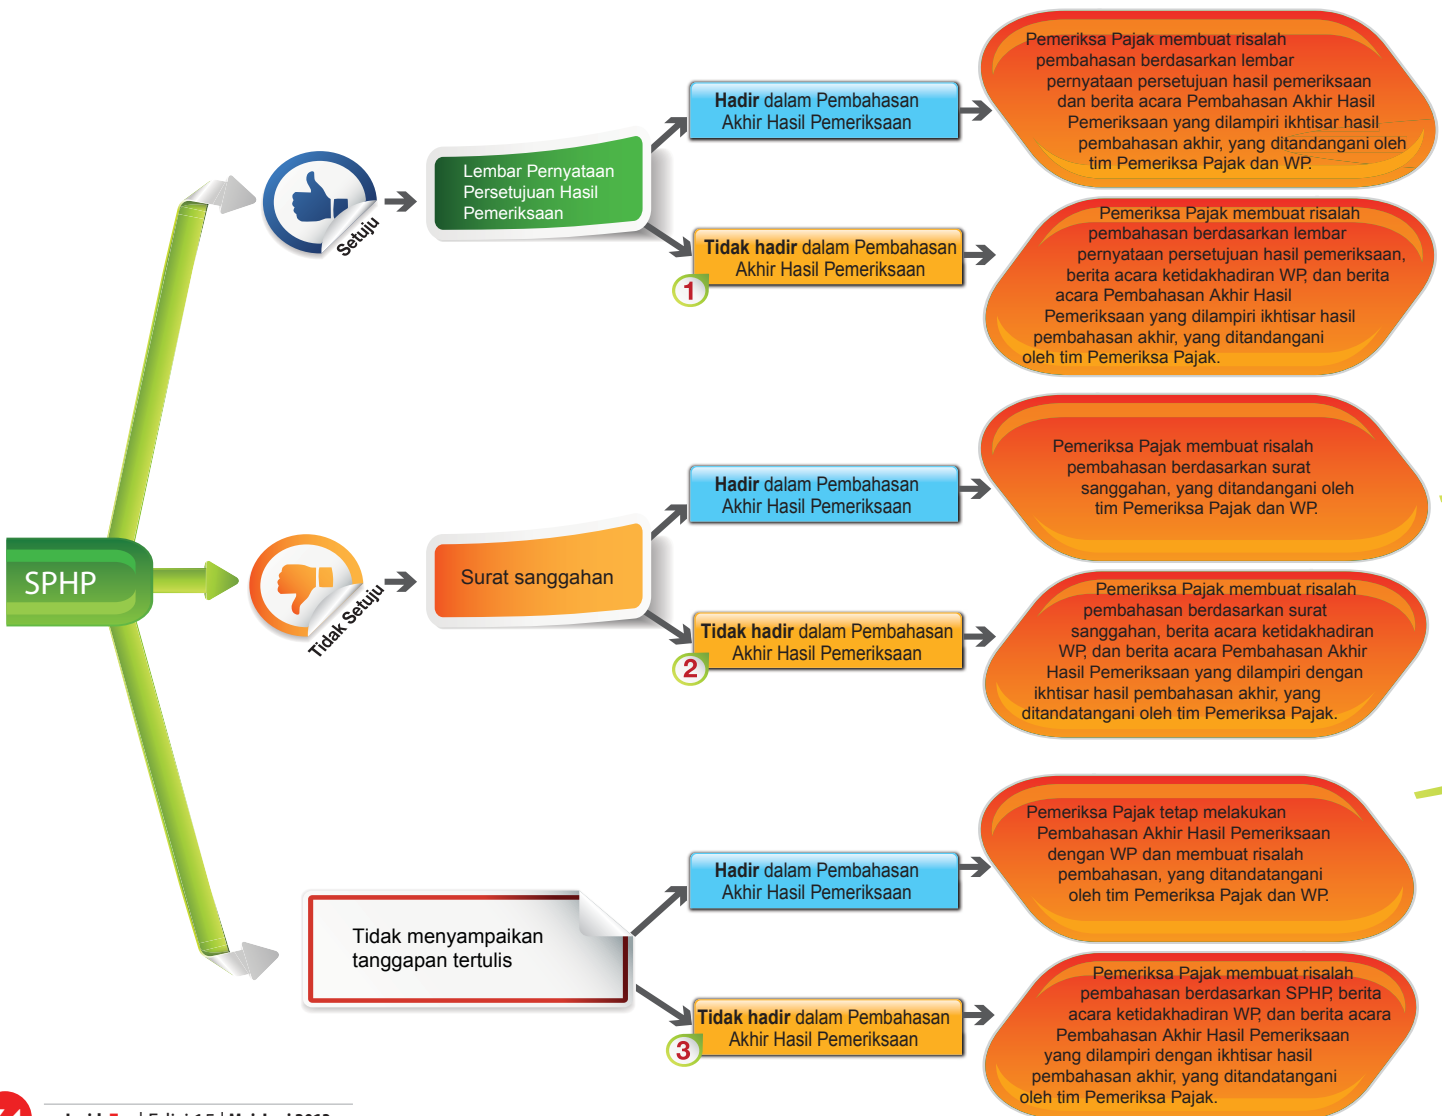 SPHP
Setuju
Lembar Pernyataan
Persetujuan Hasil
Pemeriksaan
Hadir dalam Pembahasan
Akhir Hasil Pemeriksaan
Pemeriksa Pajak membuat risalah
pembahasan berdasarkan lembar
pernyataan persetujuan hasil pemeriksaan
dan berita acara Pembahasan Akhir Hasil
Pemeriksaan yang dilampiri ikhtisar hasil
pembahasan akhir, yang ditandangani oleh
tim Pemeriksa Pajak dan WP.
Tidak hadir dalam Pembahasan
Akhir Hasil Pemeriksaan
1
Pemeriksa Pajak membuat risalah
pembahasan berdasarkan lembar
pernyataan persetujuan hasil pemeriksaan,
berita acara ketidakhadiran WP, dan berita
acara Pembahasan Akhir Hasil
Pemeriksaan yang dilampiri ikhtisar hasil
pembahasan akhir, yang ditandangani
oleh tim Pemeriksa Pajak.
Tidak Setuju
Surat sanggahan
Hadir dalam Pembahasan
Akhir Hasil Pemeriksaan
Pemeriksa Pajak membuat risalah
pembahasan berdasarkan surat
sanggahan, yang ditandangani oleh
tim Pemeriksa Pajak dan WP.
Tidak hadir dalam Pembahasan
Akhir Hasil Pemeriksaan
2
Pemeriksa Pajak membuat risalah
pembahasan berdasarkan surat
sanggahan, berita acara ketidakhadiran
WP, dan berita acara Pembahasan Akhir
Hasil Pemeriksaan yang dilampiri dengan
ikhtisar hasil pembahasan akhir, yang
ditandatangani oleh tim Pemeriksa Pajak.
Tidak menyampaikan
tanggapan tertulis
Hadir dalam Pembahasan
Akhir Hasil Pemeriksaan
Pemeriksa Pajak tetap melakukan
Pembahasan Akhir Hasil Pemeriksaan
dengan WP dan membuat risalah
pembahasan, yang ditandatangani
oleh tim Pemeriksa Pajak dan WP.
Tidak hadir dalam Pembahasan
Akhir Hasil Pemeriksaan
3
Pemeriksa Pajak membuat risalah
pembahasan berdasarkan SPHP, berita
acara ketidakhadiran WP, dan berita acara
Pembahasan Akhir Hasil Pemeriksaan
yang dilampiri dengan ikhtisar hasil
pembahasan akhir, yang ditandatangani
oleh tim Pemeriksa Pajak.